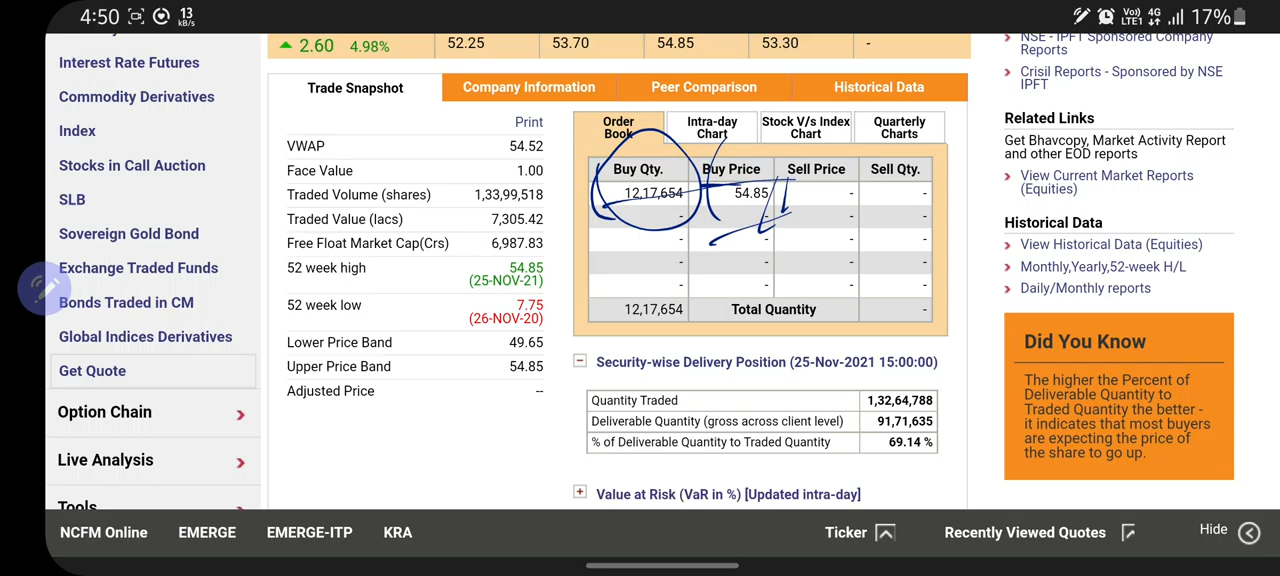 4:50 13 kB/s Vo) LTE1 4G 17%
2.60 4.98% 52.25 53.70 54.85 53.30 -
Interest Rate Futures
Commodity Derivatives
Index
Stocks in Call Auction
SLB
Sovereign Gold Bond
Exchange Traded Funds
Bonds Traded in CM
Global Indices Derivatives
Get Quote
Option Chain
Live Analysis
Tools
Trade Snapshot Company Information Peer Comparison Historical Data
Print
VWAP 54.52
Face Value 1.00
Traded Volume (shares) 1,33,99,518
Traded Value (lacs) 7,305.42
Free Float Market Cap(Crs) 6,987.83
52 week high 54.85
(25-NOV-21)
52 week low 7.75
(26-NOV-20)
Lower Price Band 49.65
Upper Price Band 54.85
Adjusted Price --
Order Book Intra-day Chart Stock V/s Index Chart Quarterly Charts
Buy Qty. Buy Price Sell Price Sell Qty.
12,17,654 54.85 - -
- - - -
- - - -
- - - -
- - - -
12,17,654 Total Quantity -
Security-wise Delivery Position (25-Nov-2021 15:00:00)
Quantity Traded 1,32,64,788
Deliverable Quantity (gross across client level) 91,71,635
% of Deliverable Quantity to Traded Quantity 69.14 %
Value at Risk (VaR in %) [Updated intra-day]
NSE - IPFT Sponsored Company
Reports
Crisil Reports - Sponsored by NSE
IPFT
Related Links
Get Bhavcopy, Market Activity Report
and other EOD reports
View Current Market Reports
(Equities)
Historical Data
View Historical Data (Equities)
Monthly,Yearly,52-week H/L
Daily/Monthly reports
Did You Know
The higher the Percent of
Deliverable Quantity to
Traded Quantity the better -
it indicates that most buyers
are expecting the price of
the share to go up.
NCFM Online EMERGE EMERGE-ITP KRA Ticker Recently Viewed Quotes Hide